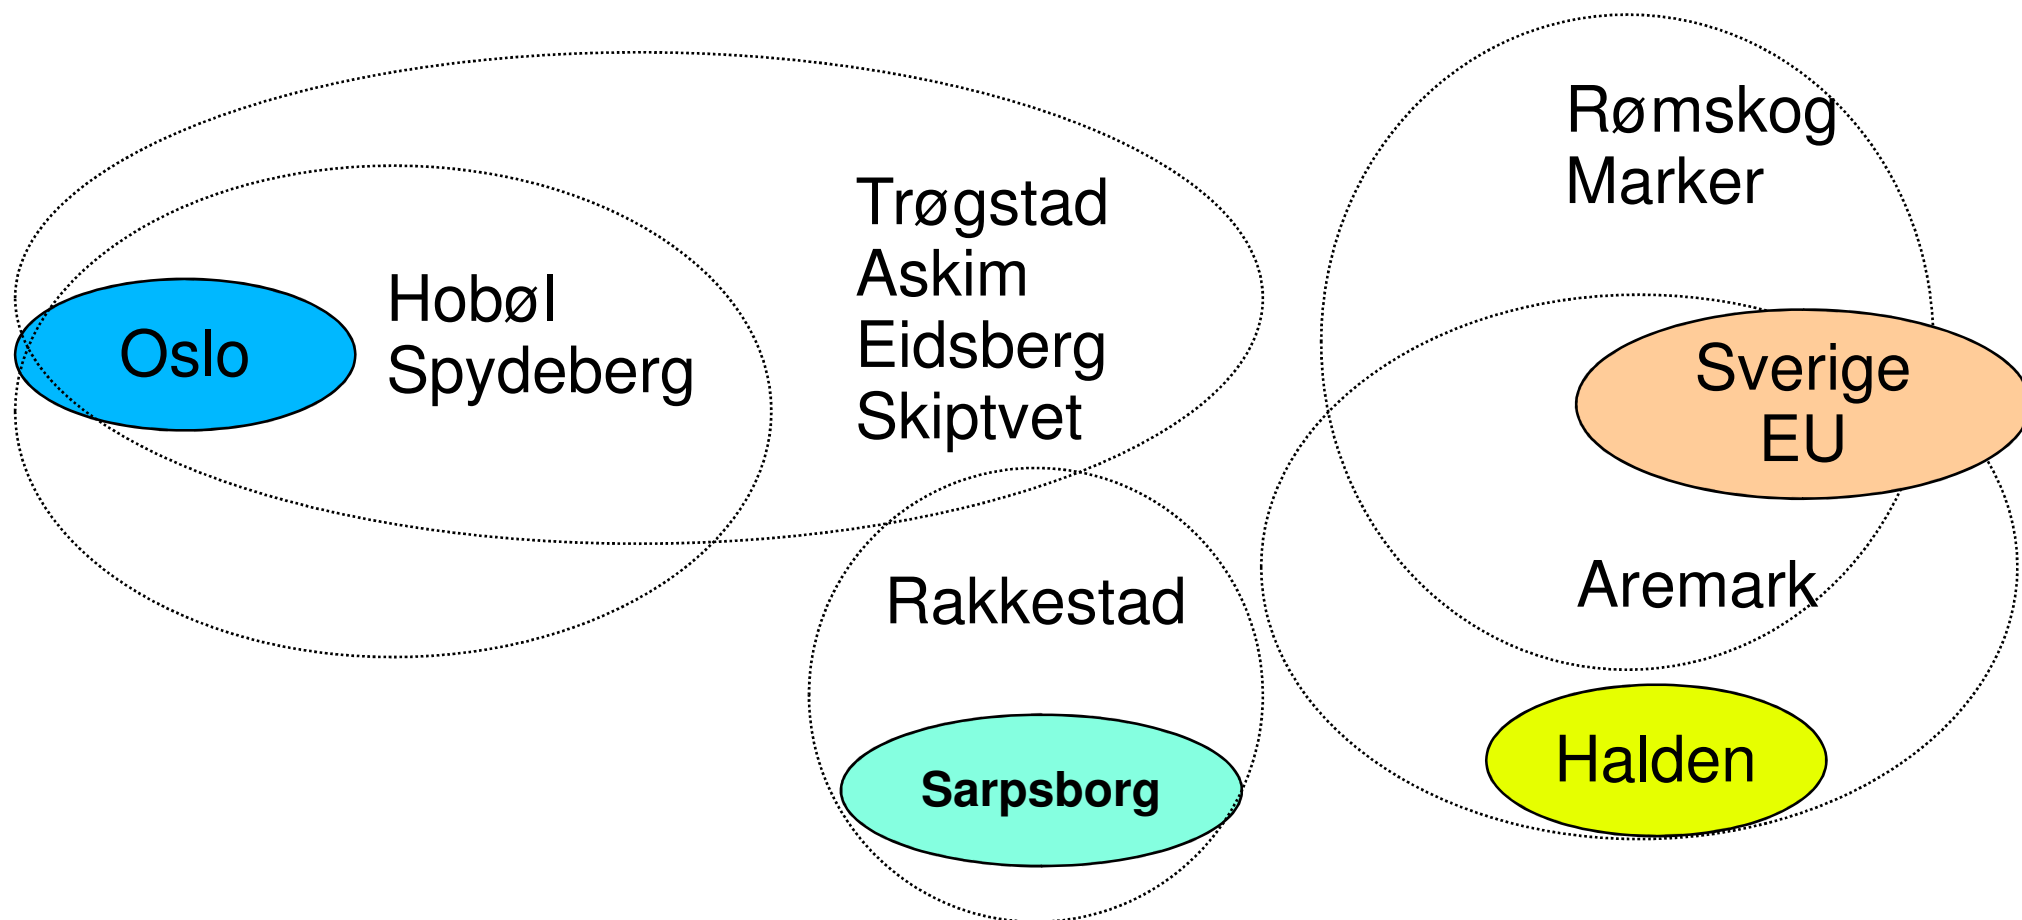 Oslo
Hobøl
Spydeberg
Trøgstad
Askim
Eidsberg
Skiptvet
Rømskog
Marker
Sverige
EU
Rakkestad
Aremark
Sarpsborg
Halden